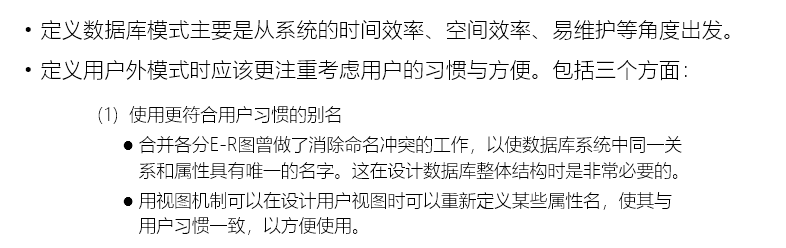 • 定义数据库模式主要是从系统的时间效率、空间效率、易维护等角度出发。
• 定义用户外模式时应该更注重考虑用户的习惯与方便。包括三个方面：
(1) 使用更符合用户习惯的别名
● 合并各分E-R图曾做了消除命名冲突的工作，以使数据库系统中同一关
系和属性具有唯一的名字。这在设计数据库整体结构时是非常必要的。
● 用视图机制可以在设计用户视图时可以重新定义某些属性名，使其与
用户习惯一致，以方便使用。